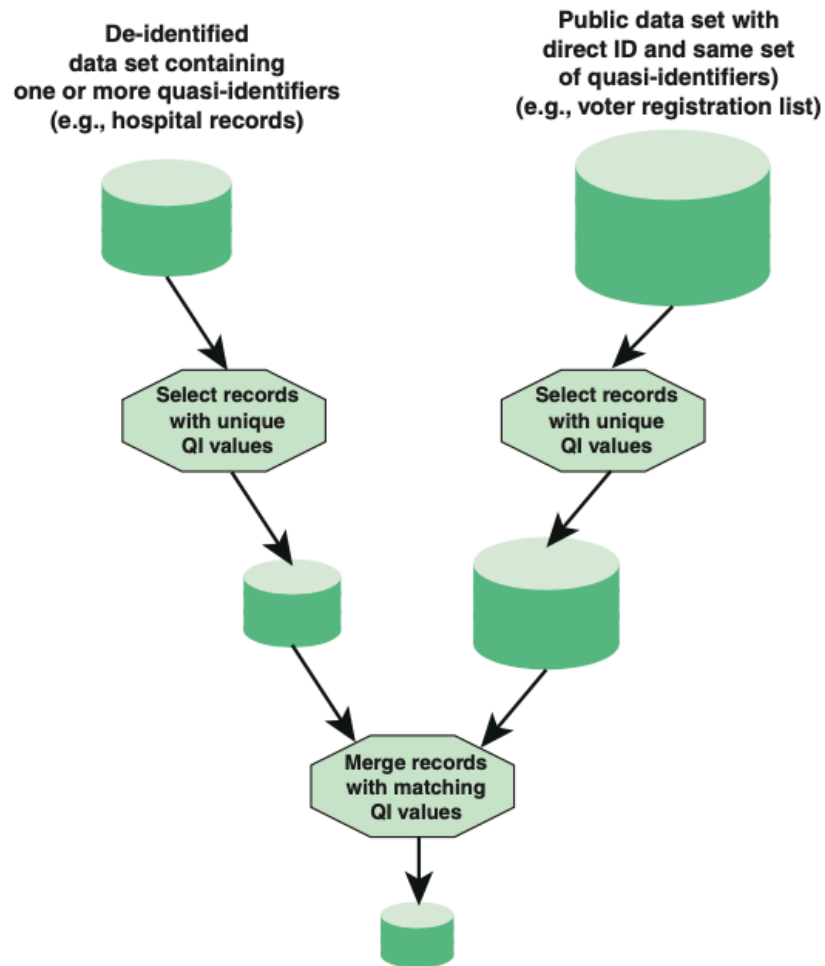 De-identified
data set containing
one or more quasi-identifiers
(e.g., hospital records)
Public data set with
direct ID and same set
of quasi-identifiers)
(e.g., voter registration list)
Select records
with unique
QI values
Select records
with unique
QI values
Merge records
with matching
QI values